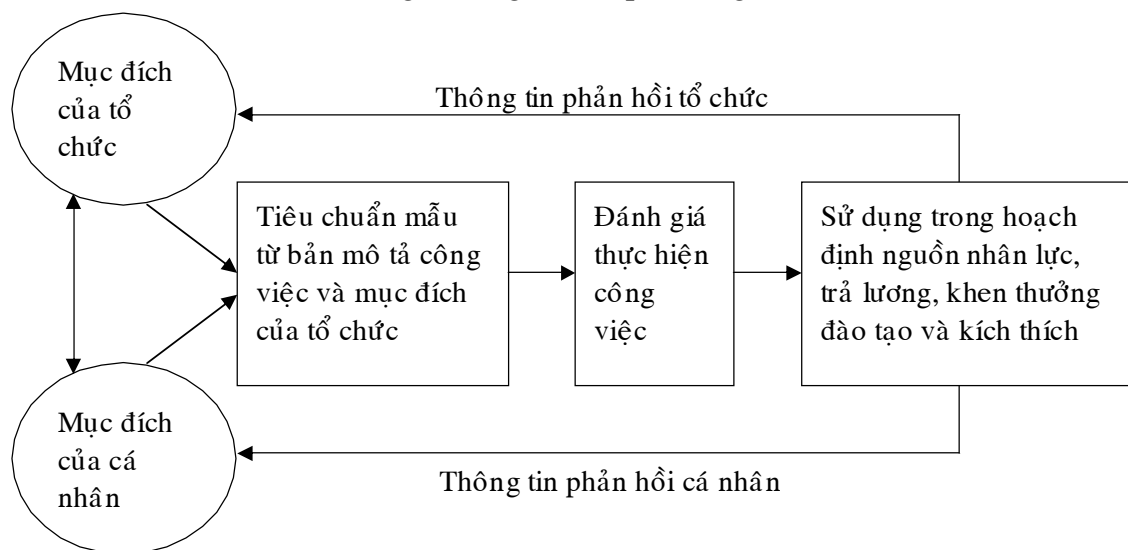 Mục đích
của tổ
chức
Thông tin phản hồi tổ chức
Tiêu chuẩn mẫu
từ bản mô tả công
việc và mục đích
của tổ chức
Đánh giá
thực hiện
công
việc
Sử dụng trong hoạch
định nguồn nhân lực,
trả lương, khen thưởng
đào tạo và kích thích
Mục đích
của cá
nhân
Thông tin phản hồi cá nhân